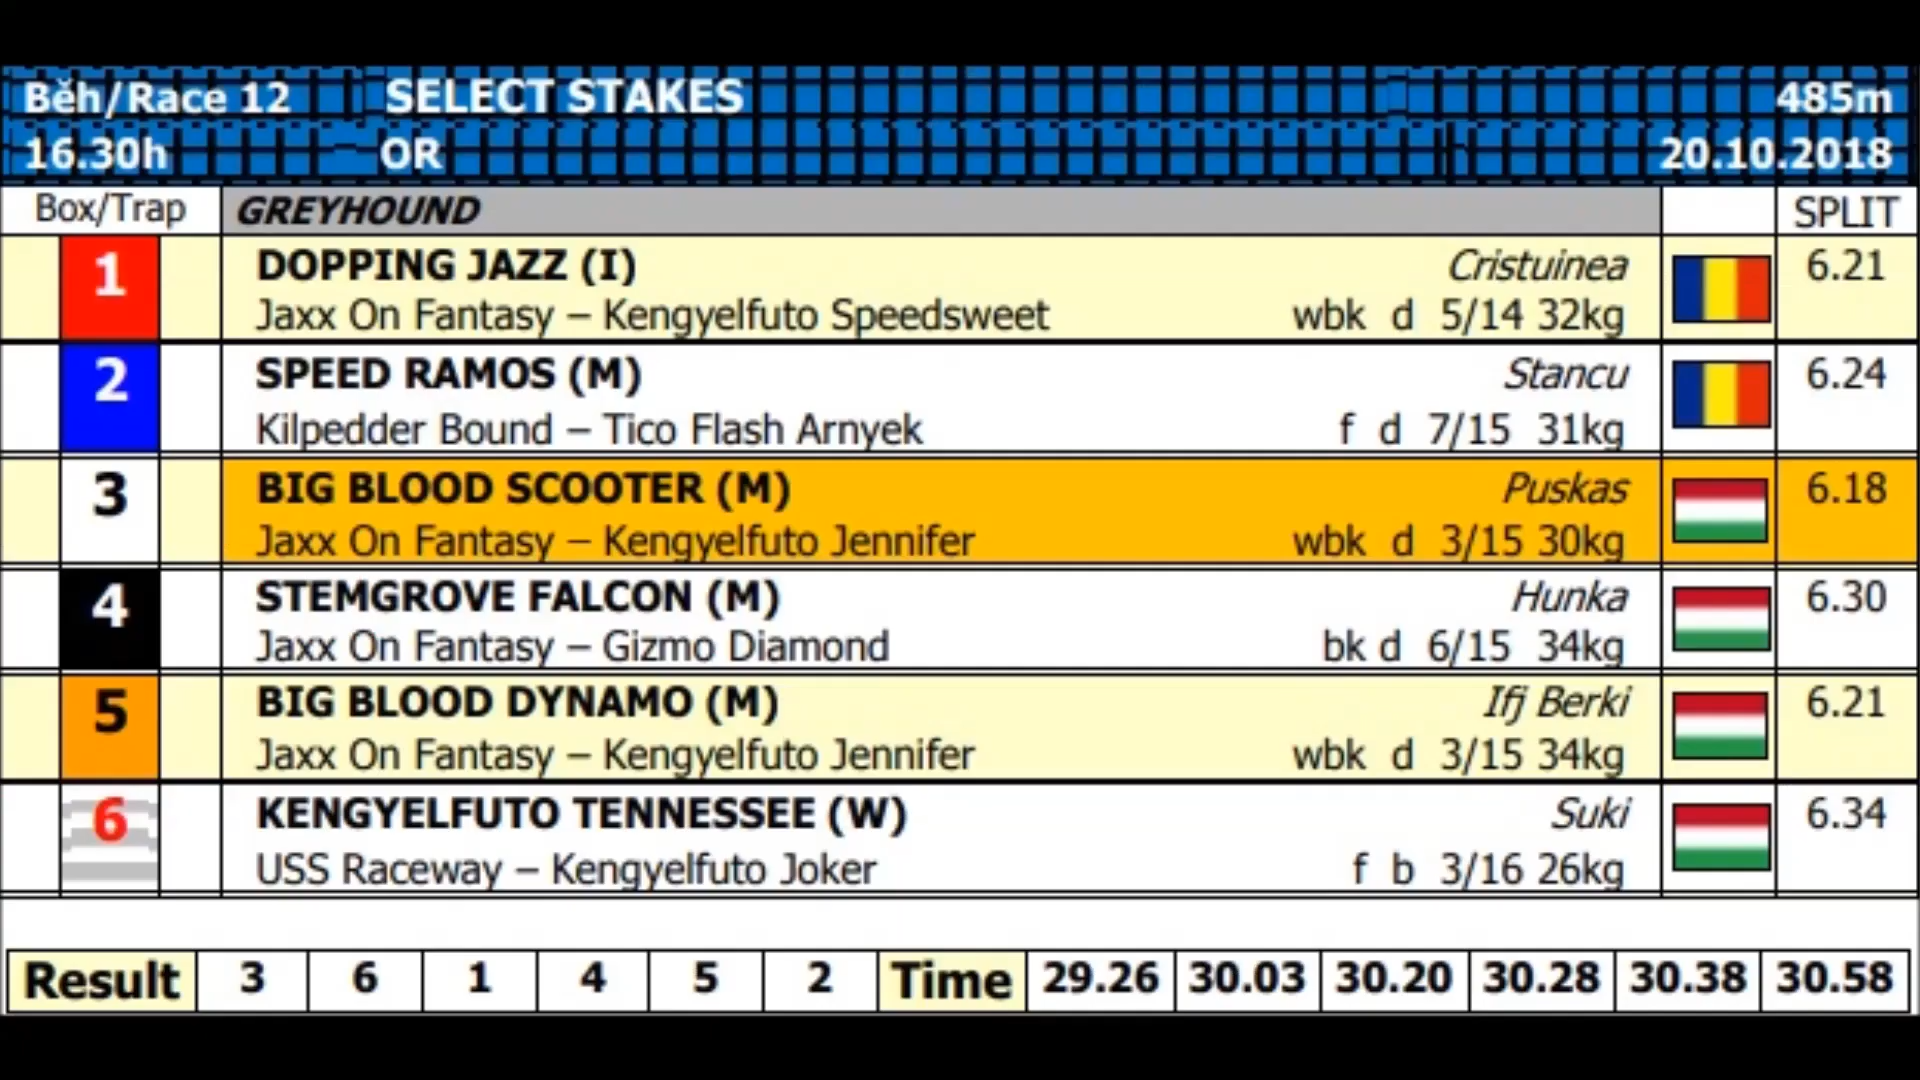 Běh/Race 12 SELECT STAKES 485m
16.30h OR 20.10.2018
Box/Trap GREYHOUND SPLIT
1 DOPPING JAZZ (I) Cristuinea 6.21
Jaxx On Fantasy – Kengyelfuto Speedsweet wbk d 5/14 32kg
2 SPEED RAMOS (M) Stancu 6.24
Kilpedder Bound – Tico Flash Arnyek f d 7/15 31kg
3 BIG BLOOD SCOOTER (M) Puskas 6.18
Jaxx On Fantasy – Kengyelfuto Jennifer wbk d 3/15 30kg
4 STEMGROVE FALCON (M) Hunka 6.30
Jaxx On Fantasy – Gizmo Diamond bk d 6/15 34kg
5 BIG BLOOD DYNAMO (M) Ifj Berki 6.21
Jaxx On Fantasy – Kengyelfuto Jennifer wbk d 3/15 34kg
6 KENGYELFUTO TENNESSEE (W) Suki 6.34
USS Raceway – Kengyelfuto Joker f b 3/16 26kg
Result 3 6 1 4 5 2 Time 29.26 30.03 30.20 30.28 30.38 30.58